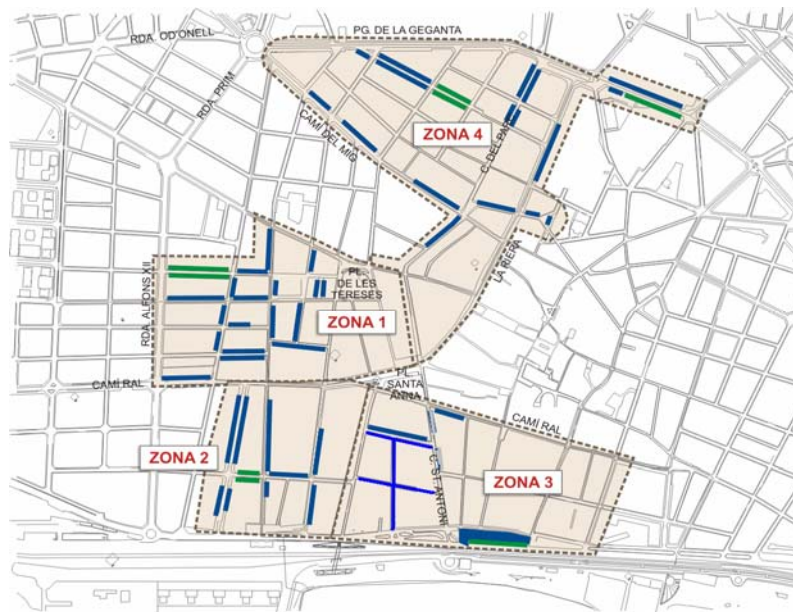 PG. DE LA GEGANTA
RDA. OD'ONELL
RDA. PRIM
ZONA 4
CAMÍ DEL MIG
C. DEL PARC
LA RIERA
PL.
DE LES
TERESES
RDA. ALFONS XII
ZONA 1
CAMÍ RAL
PL.
SANTA
ANNA
CAMÍ RAL
ZONA 2
ZONA 3
C. ST. ANTONI